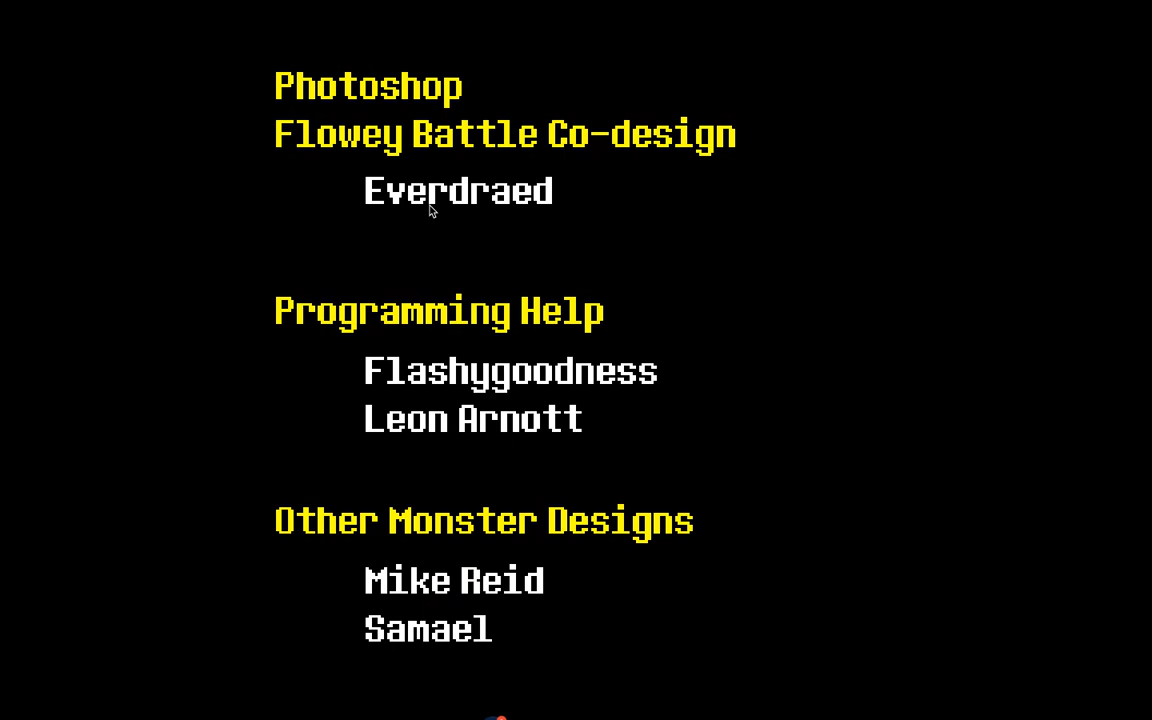 Photoshop
Flowey Battle Co-design
Everdraed
Programming Help
Flashygoodness
Leon Arnott
Other Monster Designs
Mike Reid
Samael